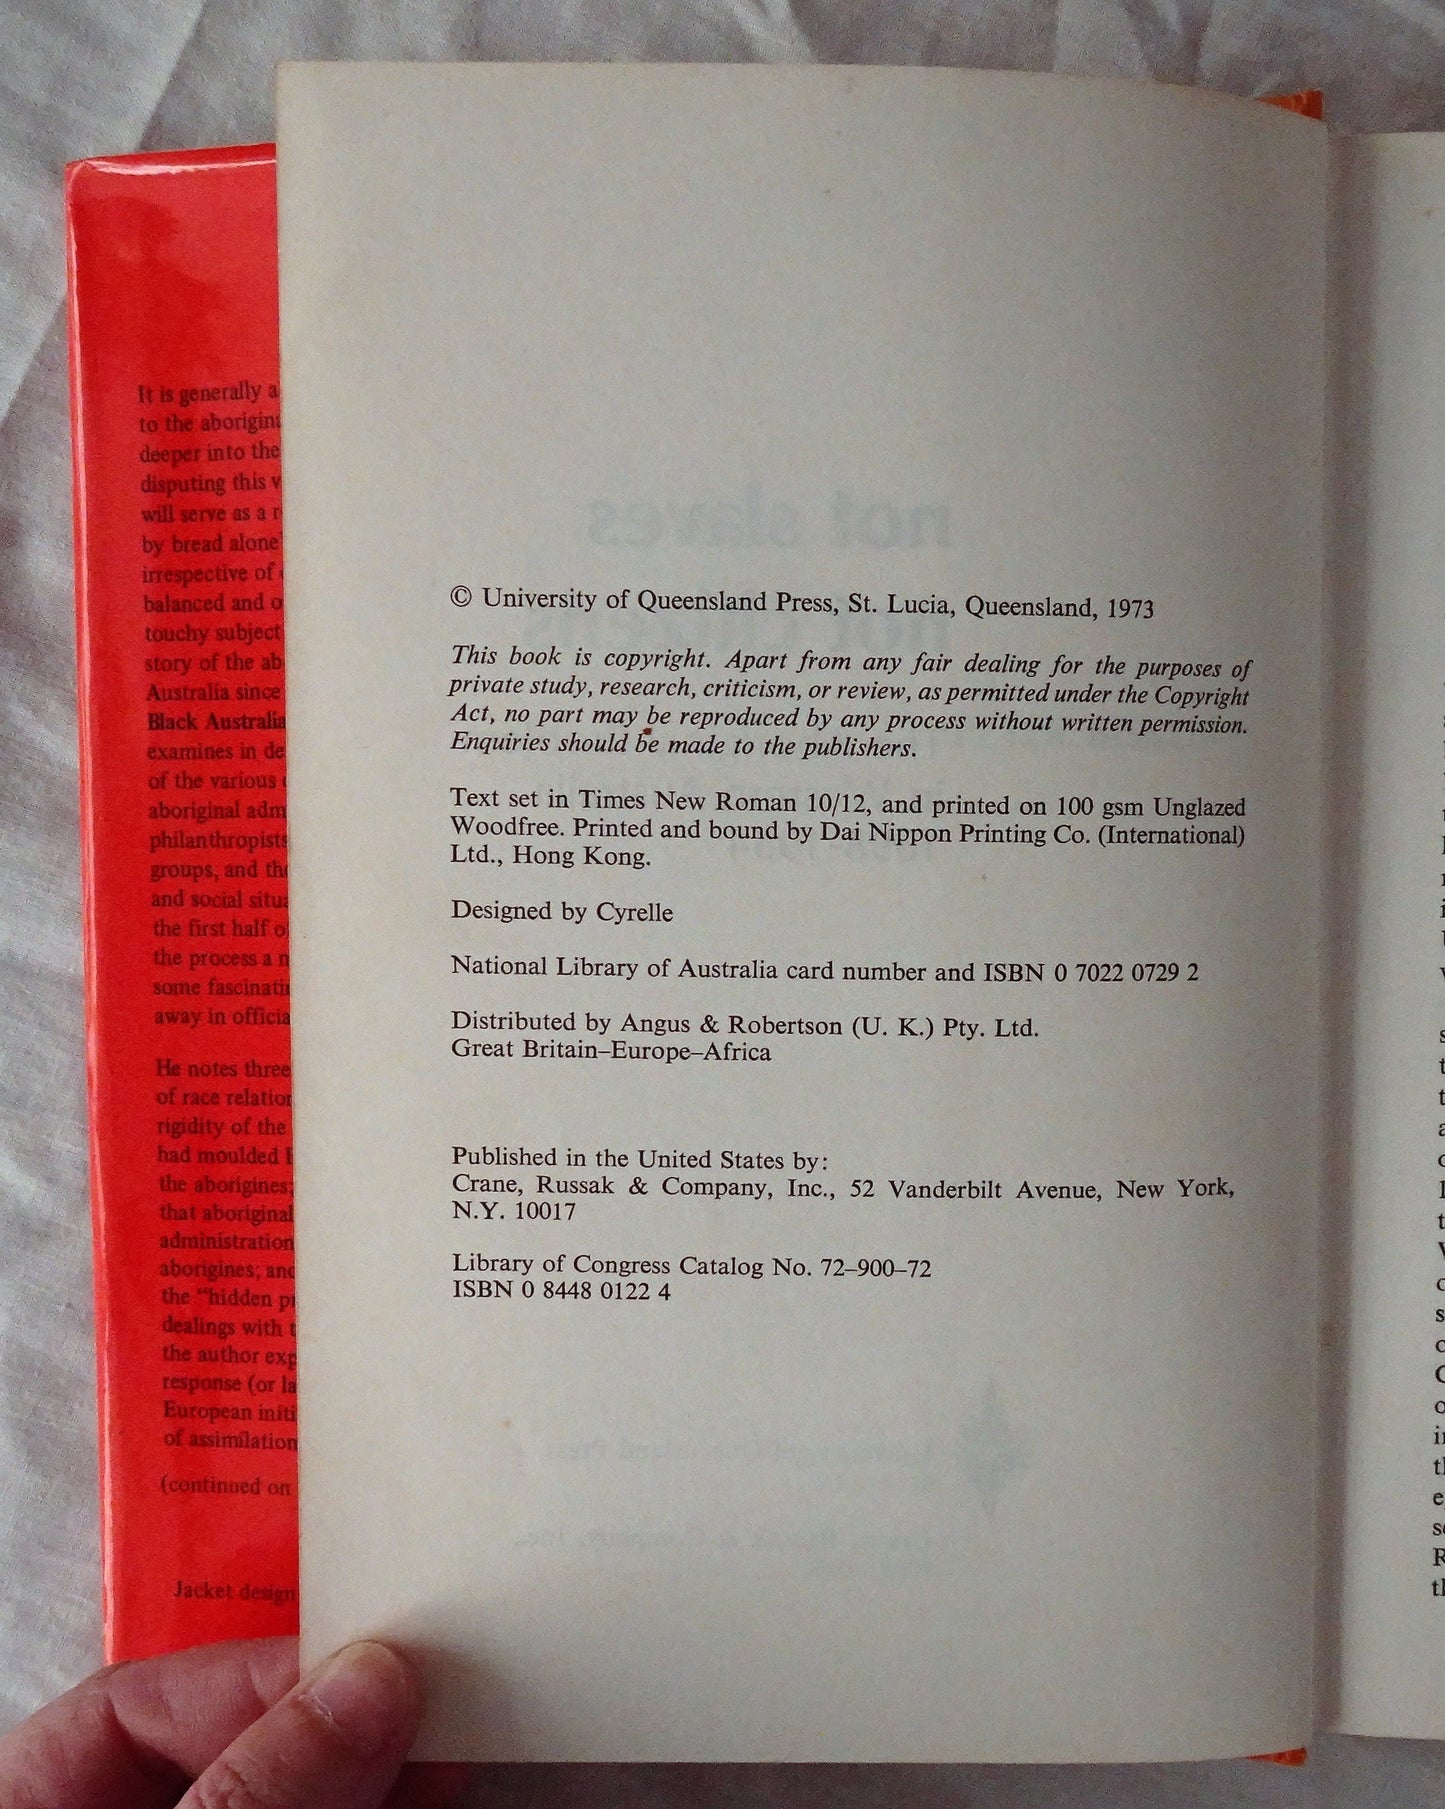 It is generally a
to the aborigin
deeper into the
disputing this v
will serve as a r
by bread alone
irrespective of
balanced and o
touchy subject
story of the ab
Australia since
Black Australia
examines in de
of the various
aboriginal adm
philanthropists
groups, and the
and social situa
the first half o
the process a n
some fascinatin
away in officia
He notes three
of race relation
rigidity of the
had moulded
the aborigines;
that aboriginal
administration
aborigines; and
the "hidden p
dealings with t
the author exp
response (or la
European initi
of assimilation
(continued on
Jacket design
not slaves
© University of Queensland Press, St. Lucia, Queensland, 1973
This book is copyright. Apart from any fair dealing for the purposes of
private study, research, criticism, or review, as permitted under the Copyright
Act, no part may be reproduced by any process without written permission.
Enquiries should be made to the publishers.
Text set in Times New Roman 10/12, and printed on 100 gsm Unglazed
Woodfree. Printed and bound by Dai Nippon Printing Co. (International)
Ltd., Hong Kong.
Designed by Cyrelle
National Library of Australia card number and ISBN 0 7022 0729 2
Distributed by Angus & Robertson (U. K.) Pty. Ltd.
Great Britain–Europe–Africa
Published in the United States by:
Crane, Russak & Company, Inc., 52 Vanderbilt Avenue, New York,
N.Y. 10017
Library of Congress Catalog No. 72–900–72
ISBN 0 8448 0122 4